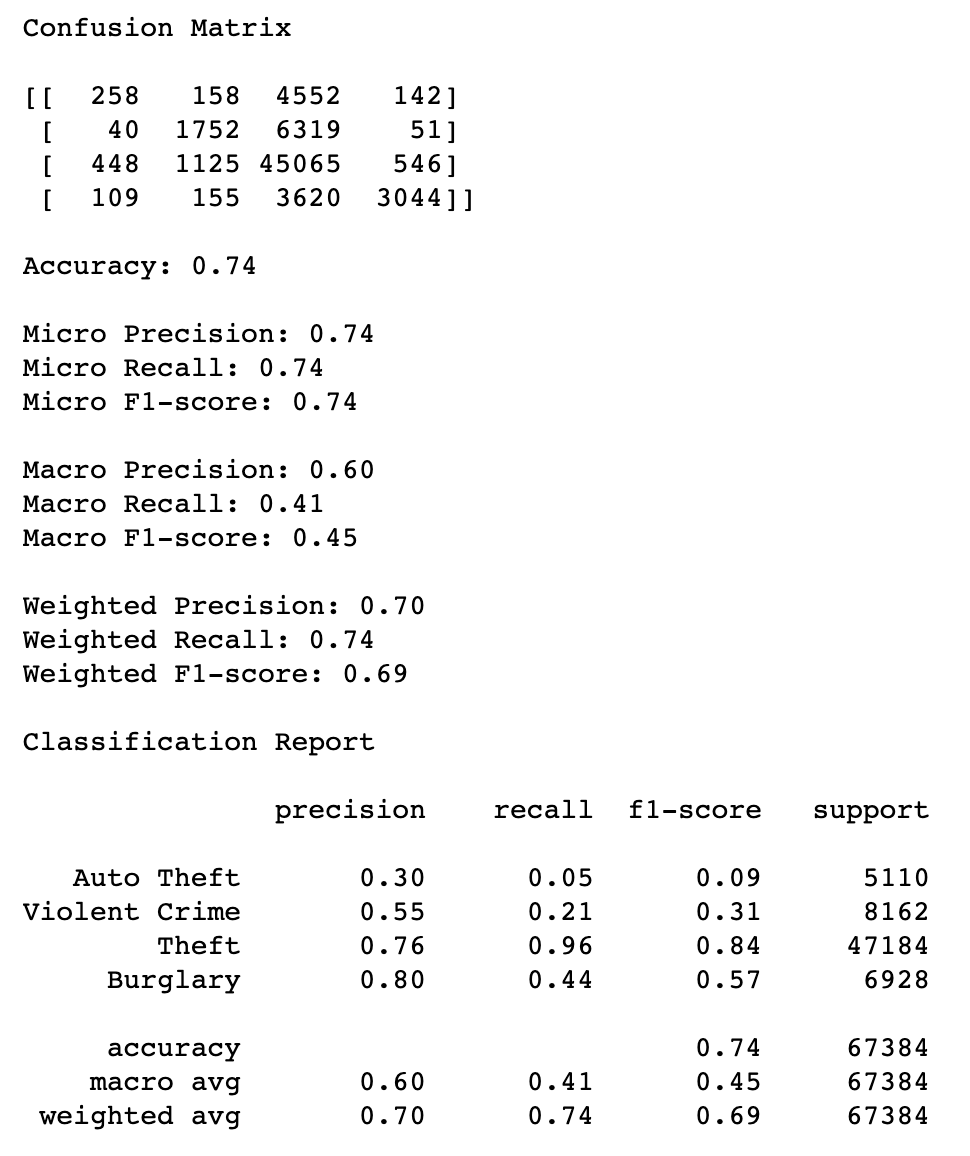 Confusion Matrix
[[ 258 158 4552 142]
[ 40 1752 6319 51]
[ 448 1125 45065 546]
[ 109 155 3620 3044]]
Accuracy: 0.74
Micro Precision: 0.74
Micro Recall: 0.74
Micro F1-score: 0.74
Macro Precision: 0.60
Macro Recall: 0.41
Macro F1-score: 0.45
Weighted Precision: 0.70
Weighted Recall: 0.74
Weighted F1-score: 0.69
Classification Report
precision recall f1-score support
Auto Theft 0.30 0.05 0.09 5110
Violent Crime 0.55 0.21 0.31 8162
Theft 0.76 0.96 0.84 47184
Burglary 0.80 0.44 0.57 6928
accuracy 0.74 67384
macro avg 0.60 0.41 0.45 67384
weighted avg 0.70 0.74 0.69 67384